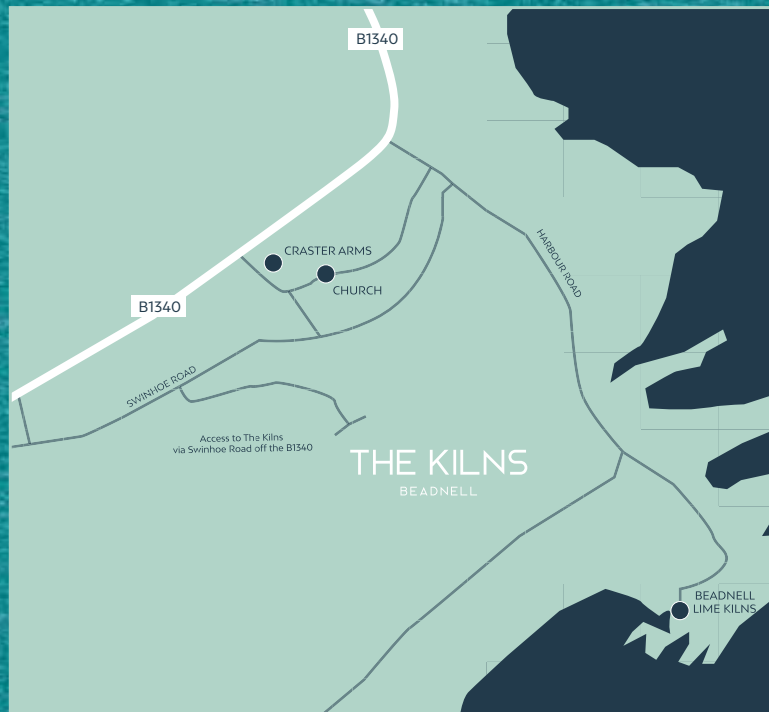 B1340
HARBOUR ROAD
CRASTER ARMS
CHURCH
B1340
SWINHOE ROAD
Access to The Kilns
via Swinhoe Road off the B1340
THE KILNS
BEADNELL
BEADNELL
LIME KILNS